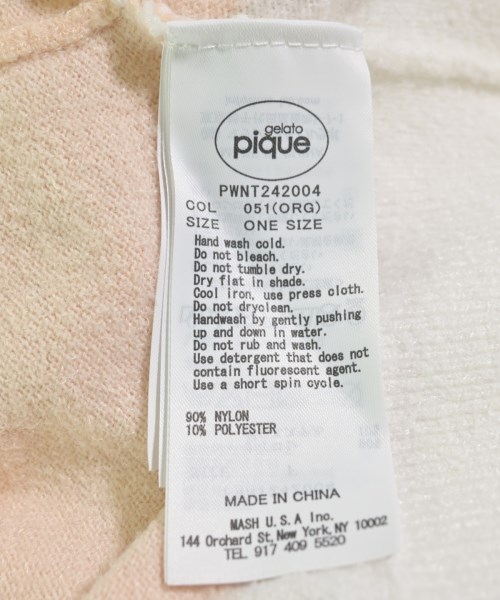 gelato
pique
PWNT242004
COL 051(ORG)
SIZE ONE SIZE
Hand wash cold.
Do not bleach.
Do not tumble dry.
Dry flat in shade.
Cool iron, use press cloth.
Do not dryclean.
Handwash by gently pushing
up and down in water.
Do not rub and wash.
Use detergent that does not
contain fluorescent agent.
Use a short spin cycle.
90% NYLON
10% POLYESTER
MADE IN CHINA
MASH U.S.A Inc.
144 Orchard St, New York, NY 10002
TEL 917 409 5520